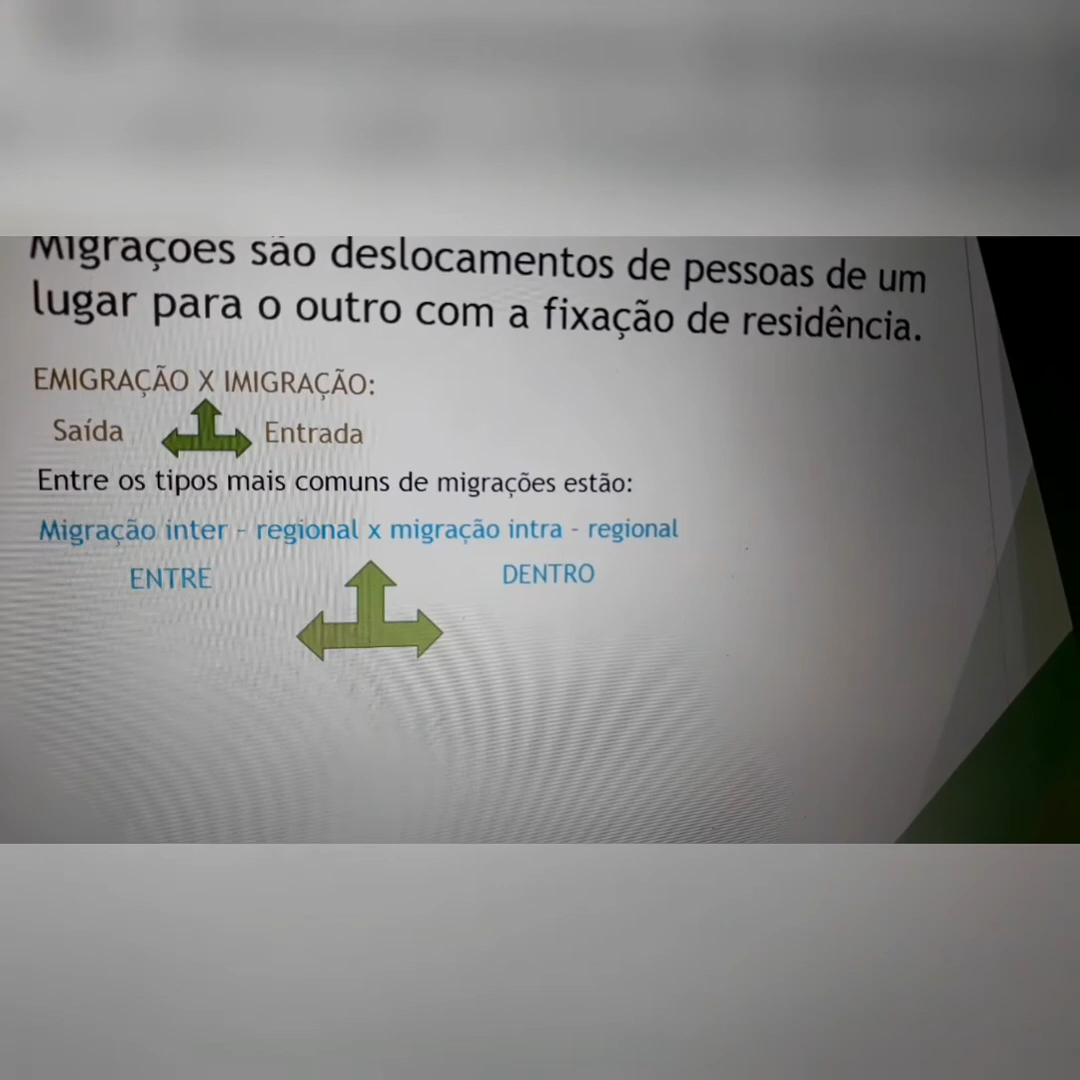 Migrações são deslocamentos de pessoas de um
lugar para o outro com a fixação de residência.
EMIGRAÇÃO X IMIGRAÇÃO:
Saída Entrada
Entre os tipos mais comuns de migrações estão:
Migração inter - regional x migração intra - regional
ENTRE DENTRO